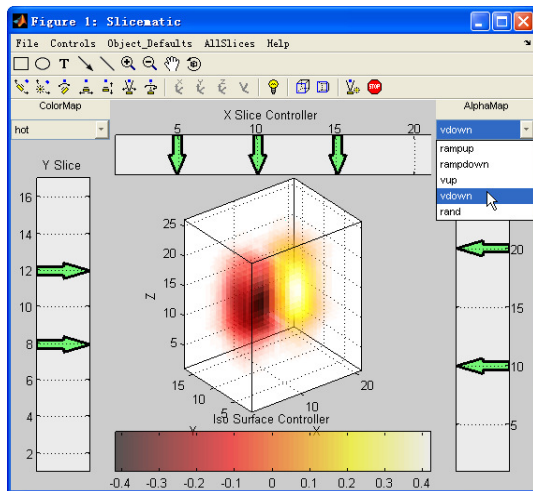 Figure 1: Slicematic
File Controls Object_Defaults AllSlices Help
T
ColorMap
X Slice Controller
AlphaMap
hot
5 10 15 20
vdown
rampup
rampdown
vup
vdown
rand
Y Slice
16
14
12
10
8
6
4
2
25
20
15
10
5
Z
15
10
5
10
20
Y
X
20
15
10
5
Iso Surface Controller
-0.4 -0.3 -0.2 -0.1 0 0.1 0.2 0.3 0.4
STOP